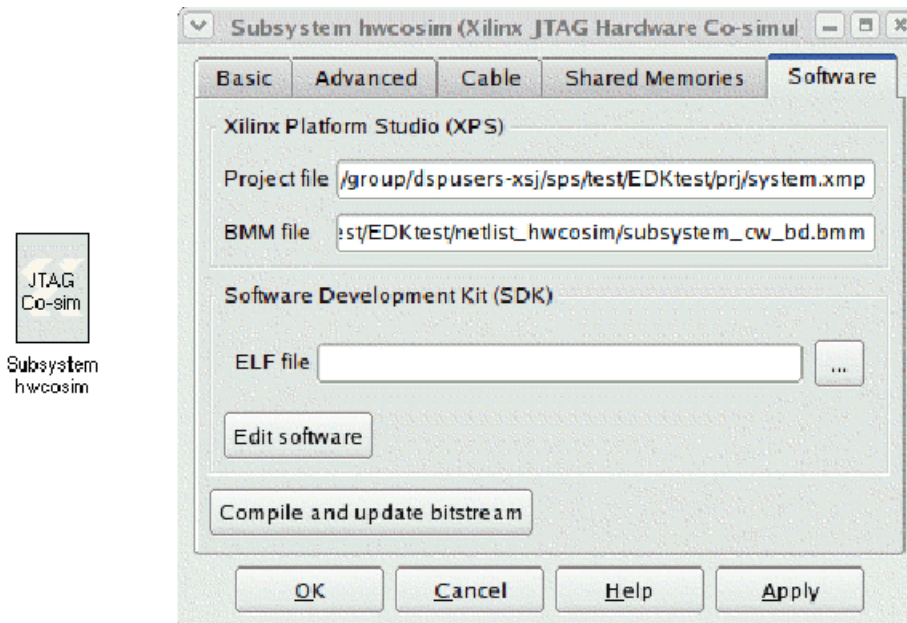 Subsystem hwcosim (Xilinx JTAG Hardware Co-simul
Basic Advanced Cable Shared Memories Software
Xilinx Platform Studio (XPS)
Project file /group/dspusers-xsj/sps/test/EDKtest/prj/system.xmp
BMM file est/EDKtest/netlist_hwcosim/subsystem_cw_bd.bmm
Software Development Kit (SDK)
ELF file ...
Edit software
Compile and update bitstream
OK Cancel Help Apply
JTAG
Co-sim
Subsystem
hwcosim